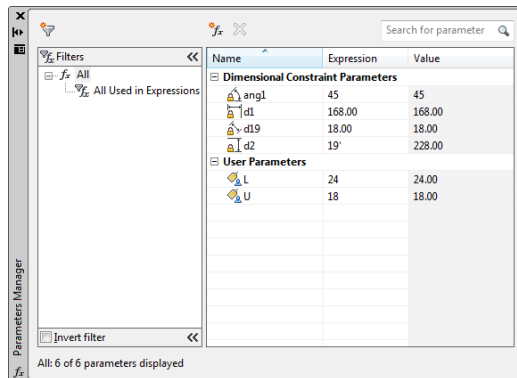 Search for parameter
Filters
Name Expression Value
fx All
Dimensional Constraint Parameters
All Used in Expressions
ang1 45 45
d1 168.00 168.00
d19 18.00 18.00
d2 19' 228.00
User Parameters
L 24 24.00
U 18 18.00
Parameters Manager
Invert filter
All: 6 of 6 parameters displayed